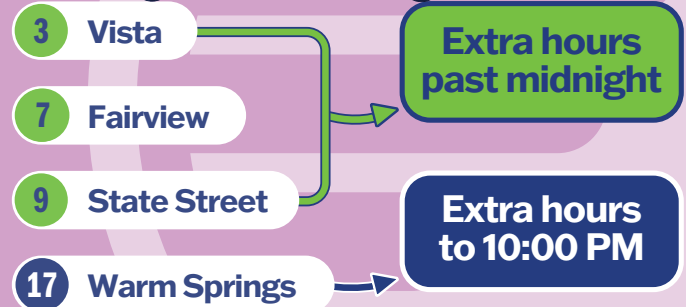 3 Vista
Extra hours
past midnight
7 Fairview
9 State Street
Extra hours
to 10:00 PM
17 Warm Springs